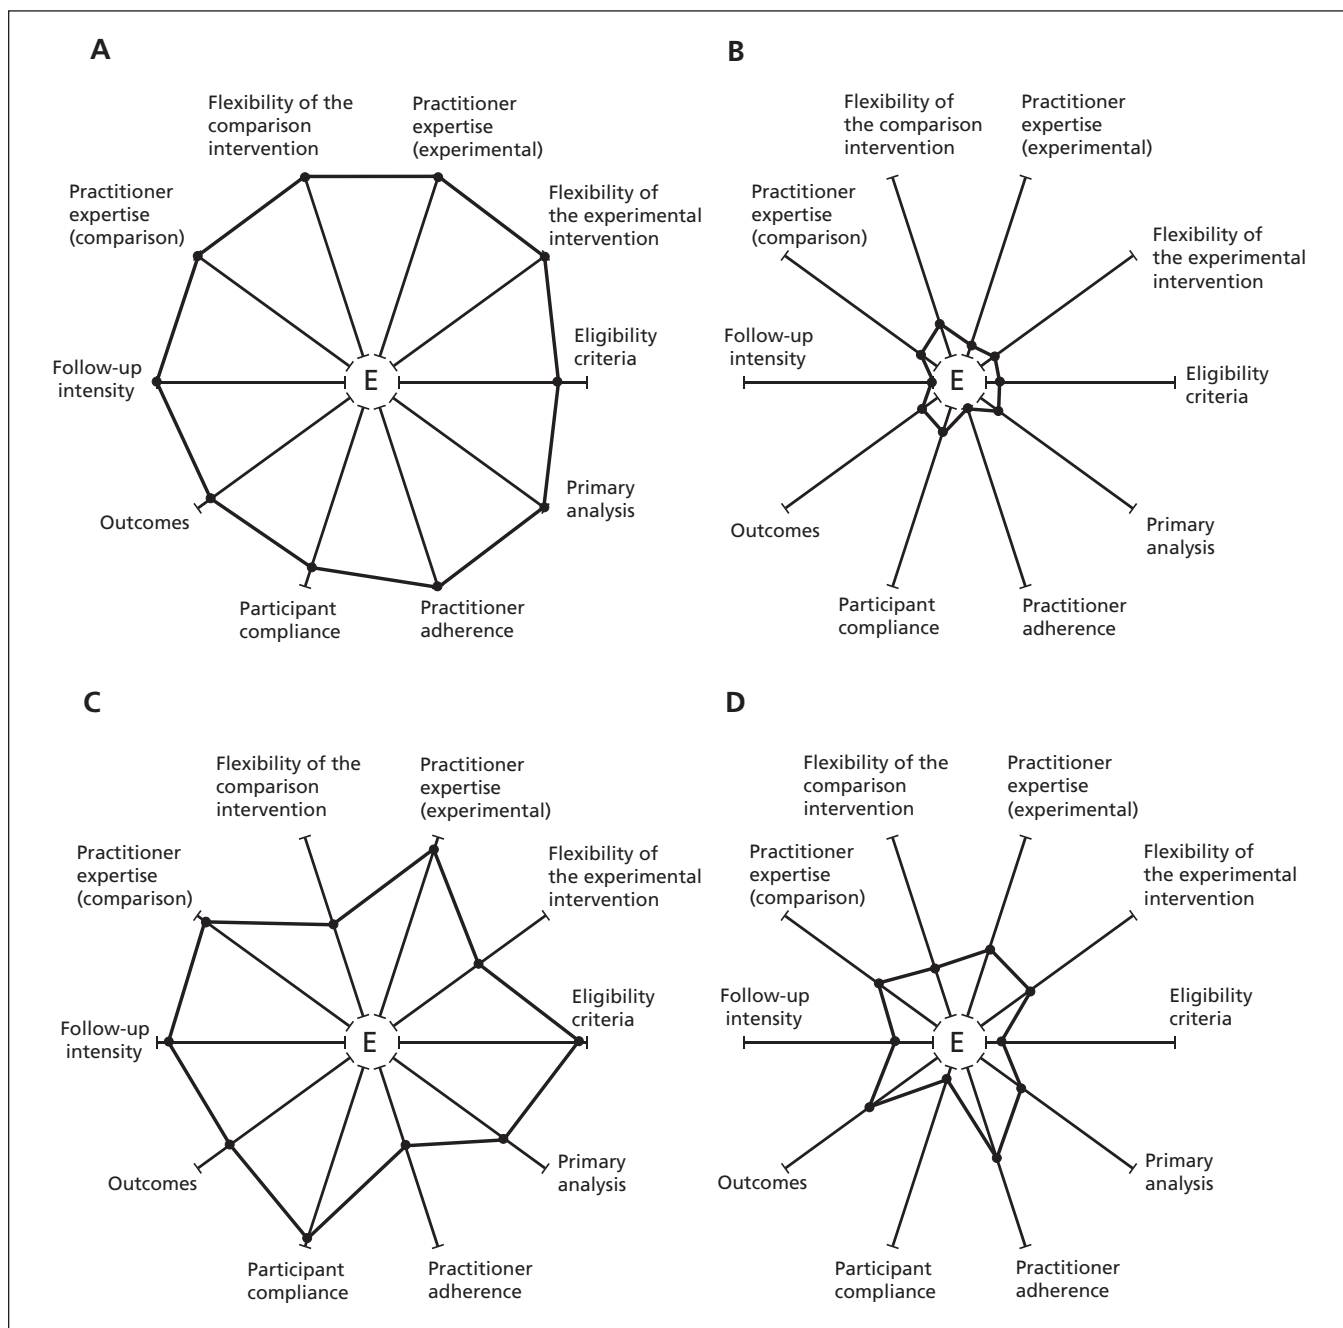 A
Flexibility of the
comparison
intervention
Practitioner
expertise
(experimental)
Practitioner
expertise
(comparison)
Flexibility of
the experimental
intervention
Follow-up
intensity
E
Eligibility
criteria
Outcomes
Primary
analysis
Participant
compliance
Practitioner
adherence
B
Flexibility of
the comparison
intervention
Practitioner
expertise
(experimental)
Practitioner
expertise
(comparison)
Flexibility of
the experimental
intervention
Follow-up
intensity
E
Eligibility
criteria
Outcomes
Primary
analysis
Participant
compliance
Practitioner
adherence
C
Flexibility of the
comparison
intervention
Practitioner
expertise
(experimental)
Practitioner
expertise
(comparison)
Flexibility of
the experimental
intervention
Follow-up
intensity
E
Eligibility
criteria
Outcomes
Primary
analysis
Participant
compliance
Practitioner
adherence
D
Flexibility of the
comparison
intervention
Practitioner
expertise
(experimental)
Practitioner
expertise
(comparison)
Flexibility of
the experimental
intervention
Follow-up
intensity
E
Eligibility
criteria
Outcomes
Primary
analysis
Participant
compliance
Practitioner
adherence